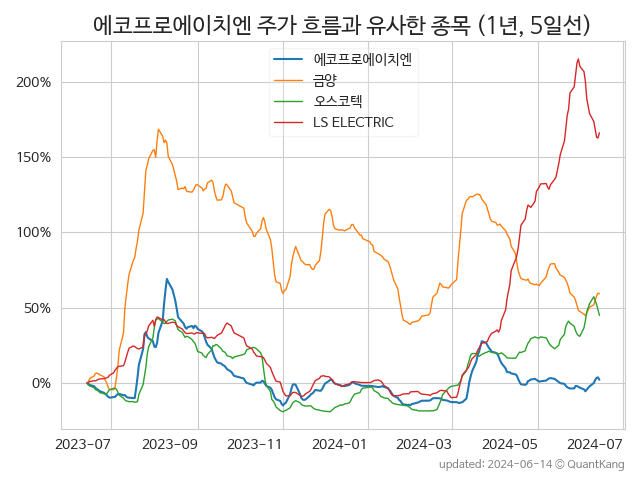 에코프로에이치엔 주가 흐름과 유사한 종목 (1년, 5일선)
에코프로에이치엔
금양
오스코텍
LS ELECTRIC
200%
150%
100%
50%
0%
2023-07 2023-09 2023-11 2024-01 2024-03 2024-05 2024-07
updated: 2024-06-14 © QuantKang